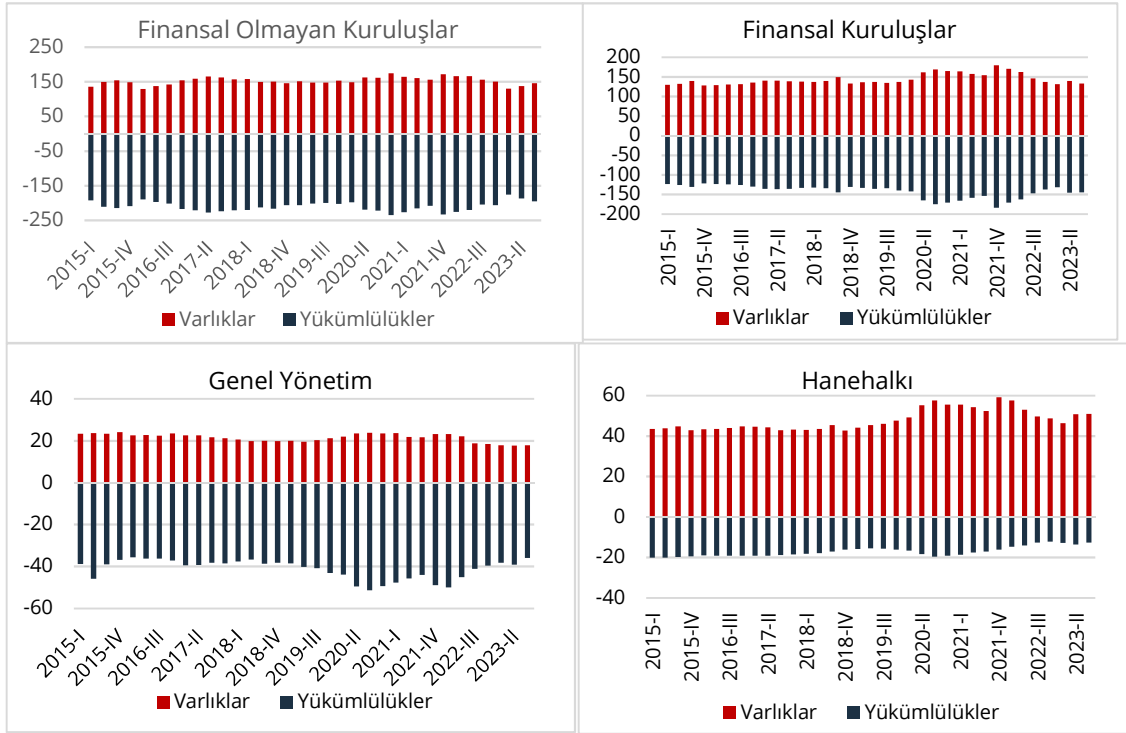 Finansal Olmayan Kuruluşlar
250
150
50
-50
-150
-250
2015-I
2015-IV
2016-III
2017-II
2018-I
2018-IV
2019-III
2020-II
2021-I
2021-IV
2022-III
2023-II
Varlıklar Yükümlülükler
Finansal Kuruluşlar
200
150
100
50
0
-50
-100
-150
-200
2015-I
2015-IV
2016-III
2017-II
2018-I
2018-IV
2019-III
2020-II
2021-I
2021-IV
2022-III
2023-II
Varlıklar Yükümlülükler
Genel Yönetim
40
20
0
-20
-40
-60
2015-I
2015-IV
2016-III
2017-II
2018-I
2018-IV
2019-III
2020-II
2021-I
2021-IV
2022-III
2023-II
Varlıklar Yükümlülükler
Hanehalkı
60
40
20
0
-20
-40
2015-I
2015-IV
2016-III
2017-II
2018-I
2018-IV
2019-III
2020-II
2021-I
2021-IV
2022-III
2023-II
Varlıklar Yükümlülükler